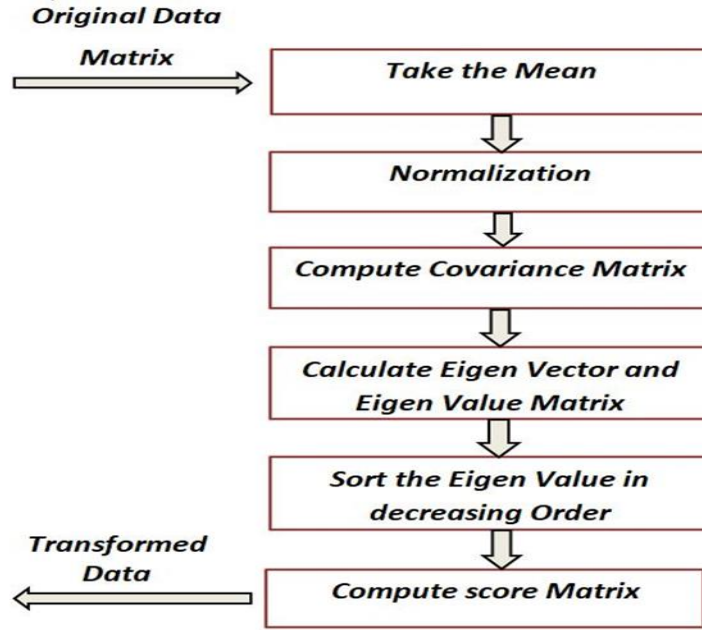 Original Data
Matrix
Take the Mean
Normalization
Compute Covariance Matrix
Calculate Eigen Vector and
Eigen Value Matrix
Sort the Eigen Value in
decreasing Order
Transformed
Data
Compute score Matrix